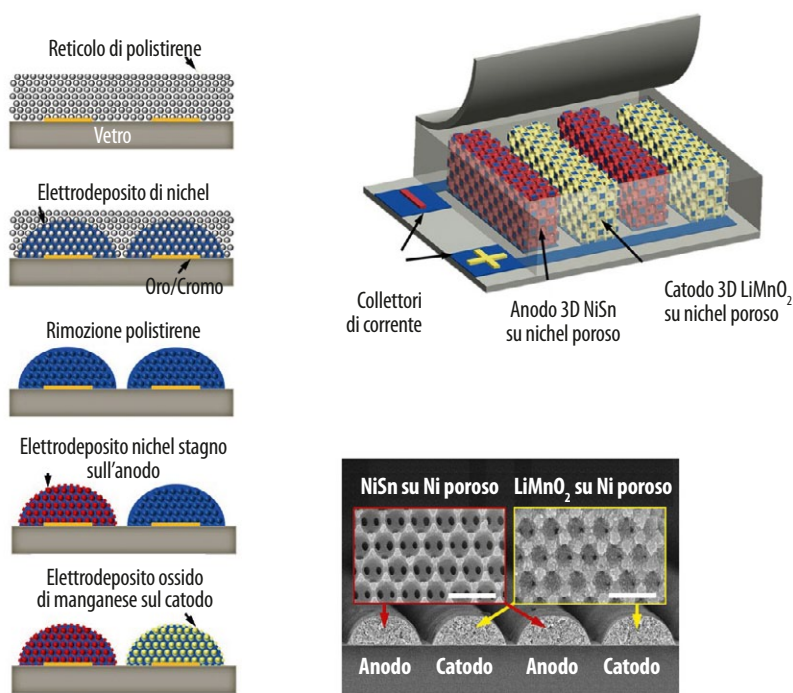 Reticolo di polistirene
Vetro
Elettrodeposito di nichel
Oro/Cromo
Rimozione polistirene
Elettrodeposito nichel stagno
sull’anodo
Elettrodeposito ossido
di manganese sul catodo
Collettori
di corrente
Anodo 3D NiSn
su nichel poroso
Catodo 3D LiMnO₂
su nichel poroso
NiSn su Ni poroso
LiMnO₂ su Ni poroso
Anodo
Catodo
Anodo
Catodo